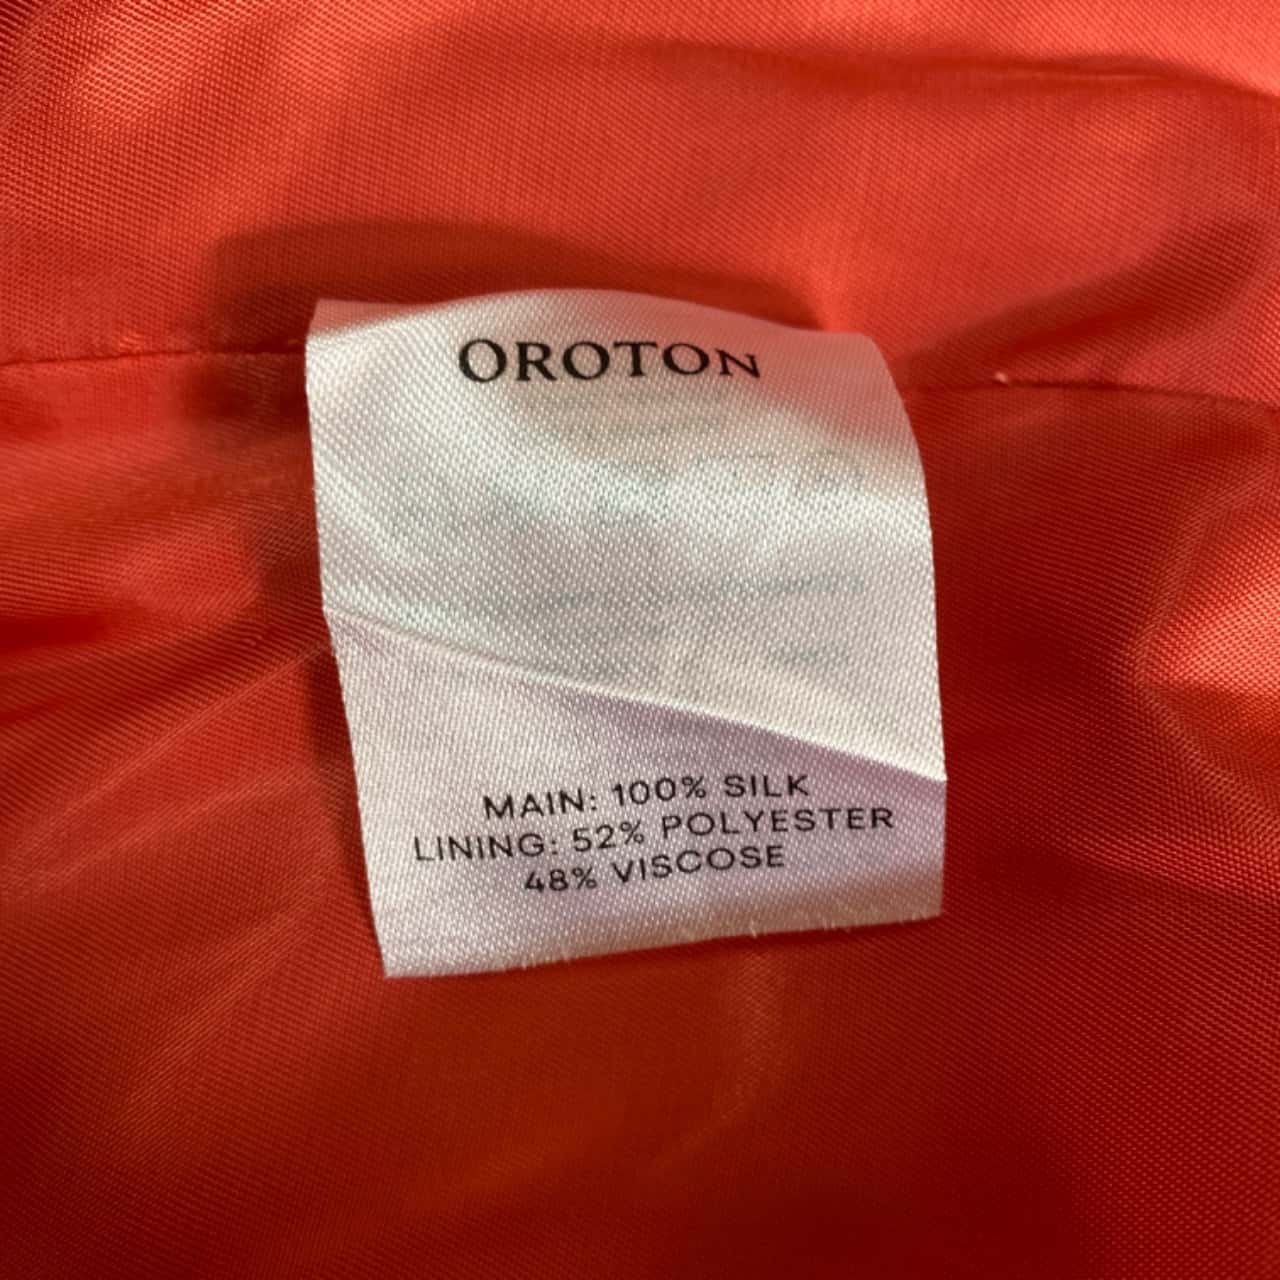 OROTON
MAIN: 100% SILK
LINING: 52% POLYESTER
48% VISCOSE